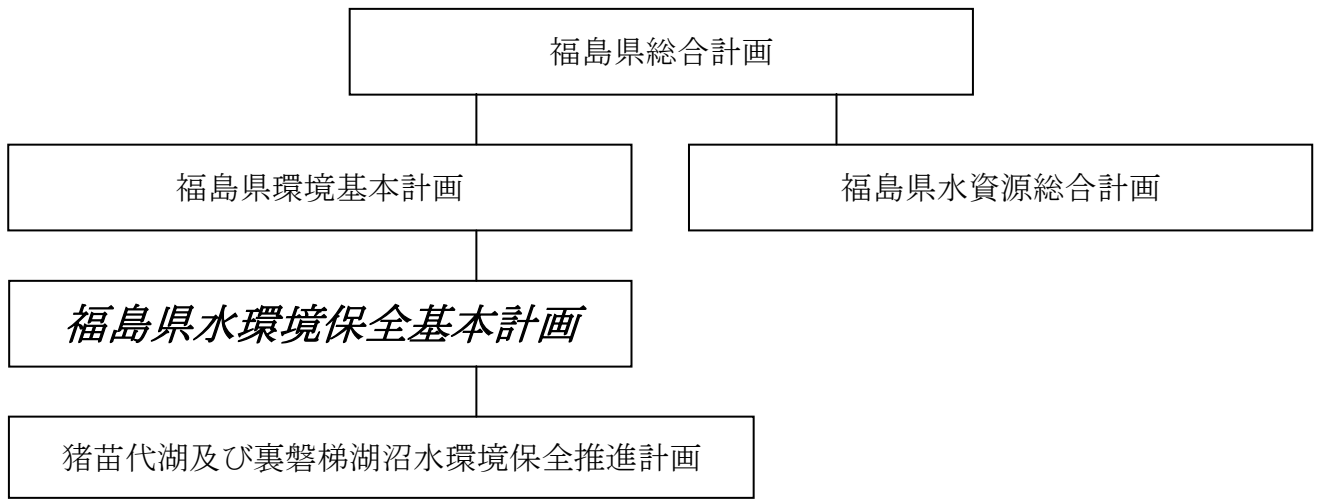 福島県総合計画
福島県環境基本計画
福島県水資源総合計画
福島県水環境保全基本計画
猪苗代湖及び裏磐梯湖沼水環境保全推進計画